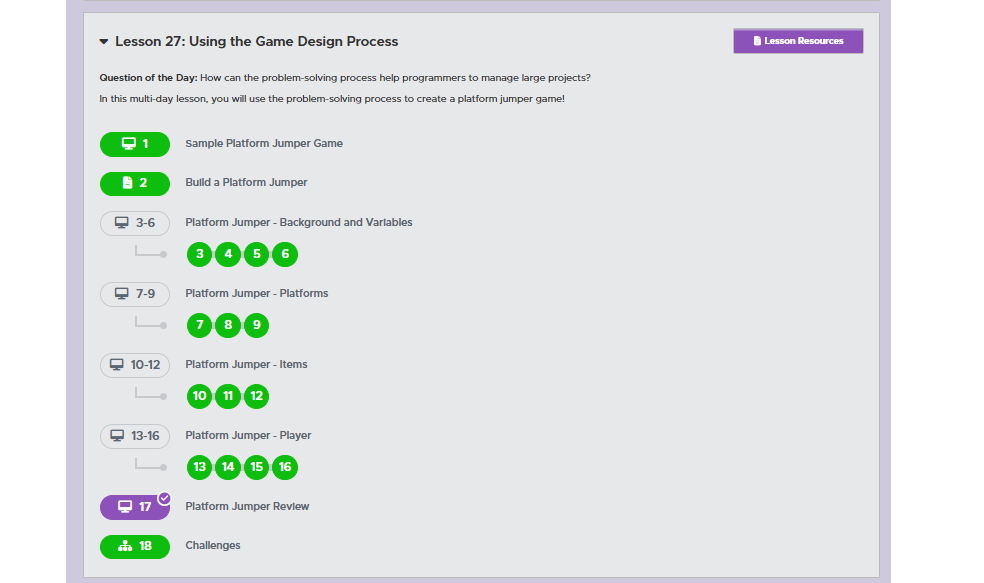 Lesson 27: Using the Game Design Process
Lesson Resources
Question of the Day: How can the problem-solving process help programmers to manage large projects?
In this multi-day lesson, you will use the problem-solving process to create a platform jumper game!
1 Sample Platform Jumper Game
2 Build a Platform Jumper
3-6 Platform Jumper - Background and Variables
3 4 5 6
7-9 Platform Jumper - Platforms
7 8 9
10-12 Platform Jumper - Items
10 11 12
13-16 Platform Jumper - Player
13 14 15 16
17 Platform Jumper Review
18 Challenges